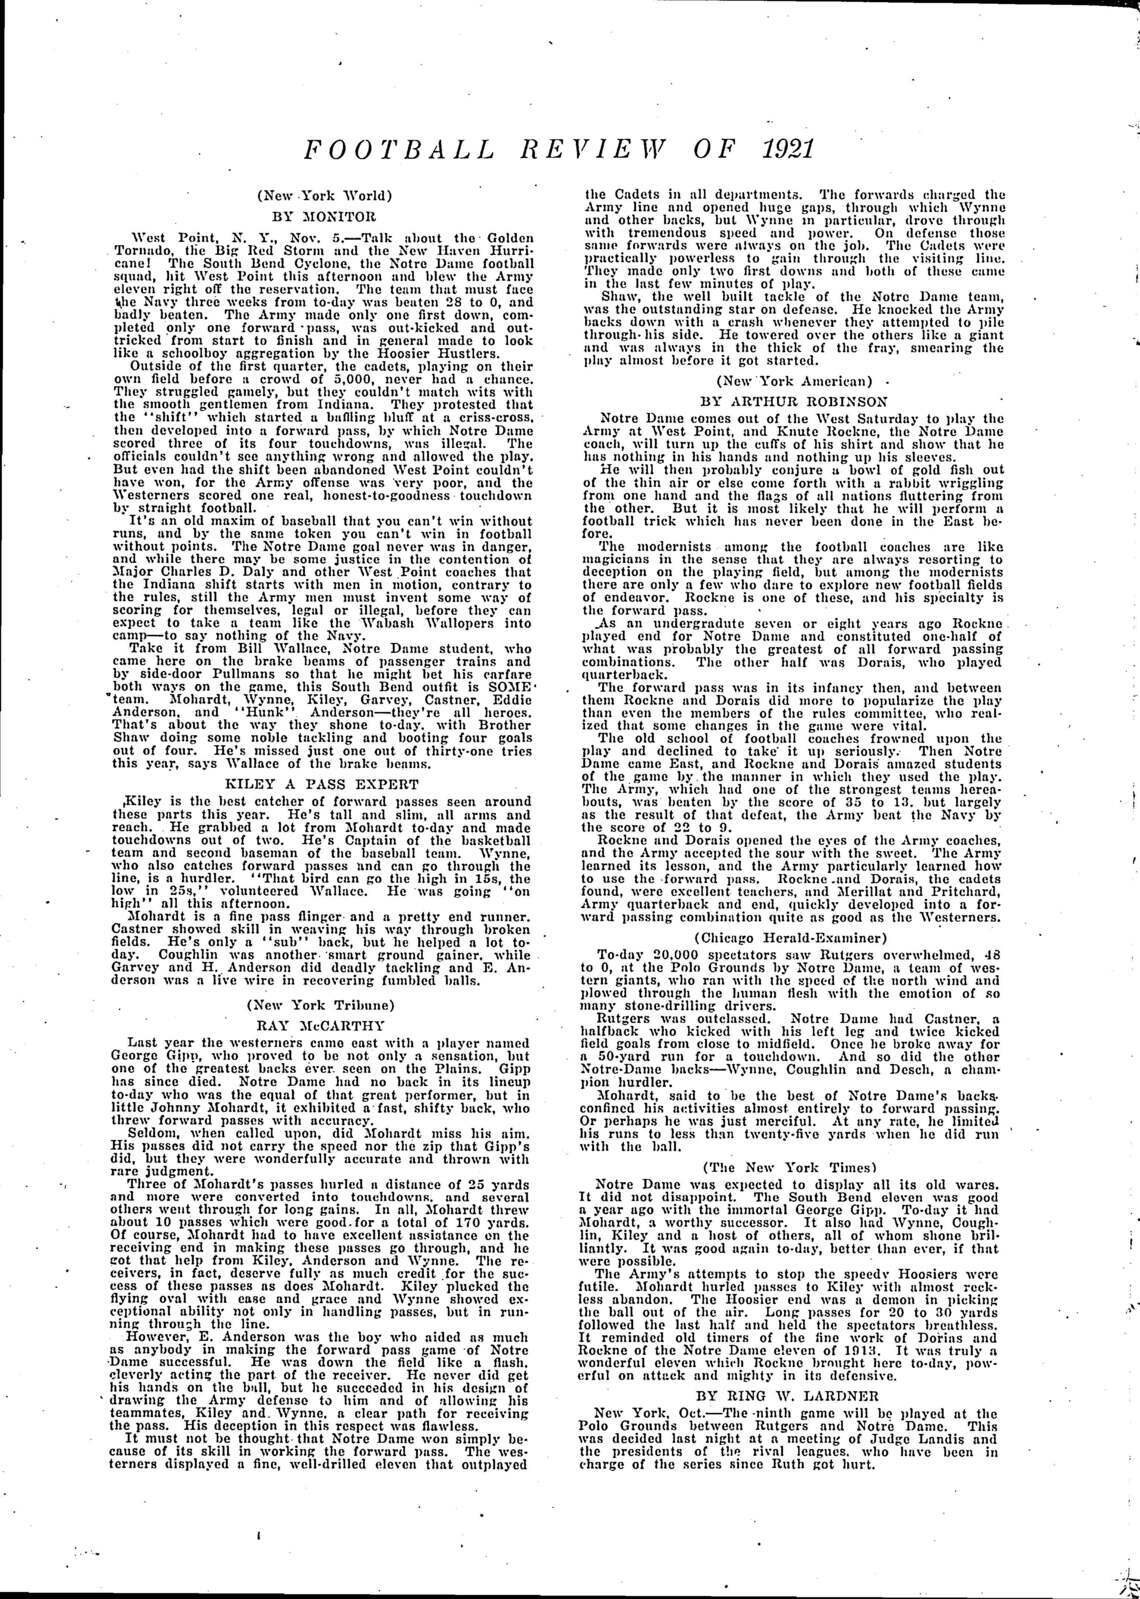 FOOTBALL REVIEW OF 1921
(New York World)
BY MONITOR
West Point, N. Y., Nov. 5.—Talk about the Golden
Tornado, the Big Red Storm and the New Haven Hurri-
cane! The South Bend Cyclone, the Notre Dame football
squad, hit West Point this afternoon and blew the Army
eleven right off the reservation. The team that must face
the Navy three weeks from to-day was beaten 28 to 0, and
badly beaten. The Army made only one first down, com-
pleted only one forward pass, was out-kicked and out-
tricked from start to finish and in general made to look
like a schoolboy aggregation by the Hoosier Hustlers.
Outside of the first quarter, the cadets, playing on their
own field before a crowd of 5,000, never had a chance.
They struggled gamely, but they couldn't match wits with
the smooth gentlemen from Indiana. They protested that
the "shift" which started a baffling bluff at a criss-cross,
then developed into a forward pass, by which Notre Dame
scored three of its four touchdowns, was illegal. The
officials couldn't see anything wrong and allowed the play.
But even had the shift been abandoned West Point couldn't
have won, for the Army offense was very poor, and the
Westerners scored one real, honest-to-goodness touchdown
by straight football.
It's an old maxim of baseball that you can't win without
runs, and by the same token you can't win in football
without points. The Notre Dame goal never was in danger,
and while there may be some justice in the contention of
Major Charles D. Daly and other West Point coaches that
the Indiana shift starts with men in motion, contrary to
the rules, still the Army men must invent some way of
scoring for themselves, legal or illegal, before they can
expect to take a team like the Wabash Wallopers into
camp—to say nothing of the Navy.
Take it from Bill Wallace, Notre Dame student, who
came here on the brake beams of passenger trains and
by side-door Pullmans so that he might bet his carfare
both ways on the game, this South Bend outfit is SOME
team. Mohardt, Wynne, Kiley, Garvey, Castner, Eddie
Anderson, and "Hunk" Anderson—they're all heroes.
That's about the way they shone to-day, with Brother
Shaw doing some noble tackling and booting four goals
out of four. He's missed just one out of thirty-one tries
this year, says Wallace of the brake beams.
KILEY A PASS EXPERT
Kiley is the best catcher of forward passes seen around
these parts this year. He's tall and slim, all arms and
reach. He grabbed a lot from Mohardt to-day and made
touchdowns out of two. He's Captain of the basketball
team and second baseman of the baseball team. Wynne,
who also catches forward passes and can go through the
line, is a hurdler. "That bird can go the high in 15s, the
low in 25s," volunteered Wallace. He was going "on
high" all this afternoon.
Mohardt is a fine pass flinger and a pretty end runner.
Castner showed skill in weaving his way through broken
fields. He's only a "sub" back, but he helped a lot to-
day. Coughlin was another smart ground gainer, while
Garvey and H. Anderson did deadly tackling and E. An-
derson was a live wire in recovering fumbled balls.
(New York Tribune)
RAY McCARTHY
Last year the westerners came east with a player named
George Gipp, who proved to be not only a sensation, but
one of the greatest backs ever seen on the Plains. Gipp
has since died. Notre Dame had no back in its lineup
to-day who was the equal of that great performer, but in
little Johnny Mohardt, it exhibited a fast, shifty back, who
threw forward passes with accuracy.
Seldom, when called upon, did Mohardt miss his aim.
His passes did not carry the speed nor the zip that Gipp's
did, but they were wonderfully accurate and thrown with
rare judgment.
Three of Mohardt's passes hurled a distance of 25 yards
and more were converted into touchdowns, and several
others went through for long gains. In all, Mohardt threw
about 10 passes which were good for a total of 170 yards.
Of course, Mohardt had to have excellent assistance on the
receiving end in making these passes go through, and he
got that help from Kiley, Anderson and Wynne. The re-
ceivers, in fact, deserve fully as much credit for the suc-
cess of these passes as does Mohardt. Kiley plucked the
flying oval with ease and grace and Wynne showed ex-
ceptional ability not only in handling passes, but in run-
ning through the line.
However, E. Anderson was the boy who aided as much
as anybody in making the forward pass game of Notre
Dame successful. He was down the field like a flash,
cleverly acting the part of the receiver. He never did get
his hands on the ball, but he succeeded in his design of
drawing the Army defense to him and of allowing his
teammates, Kiley and Wynne, a clear path for receiving
the pass. His deception in this respect was flawless.
It must not be thought that Notre Dame won simply be-
cause of its skill in working the forward pass. The wes-
terners displayed a fine, well-drilled eleven that outplayed
the Cadets in all departments. The forwards charged the
Army line and opened huge gaps, through which Wynne
and other backs, but Wynne in particular, drove through
with tremendous speed and power. On defense those
same forwards were always on the job. The Cadets were
practically powerless to gain through the visiting line.
They made only two first downs and both of these came
in the last few minutes of play.
Shaw, the well built tackle of the Notre Dame team,
was the outstanding star on defense. He knocked the Army
backs down with a crash whenever they attempted to pile
through his side. He towered over the others like a giant
and was always in the thick of the fray, smearing the
play almost before it got started.
(New York American)
BY ARTHUR ROBINSON
Notre Dame comes out of the West Saturday to play the
Army at West Point, and Knute Rockne, the Notre Dame
coach, will turn up the cuffs of his shirt and show that he
has nothing in his hands and nothing up his sleeves.
He will then probably conjure a bowl of gold fish out
of the thin air or else come forth with a rabbit wriggling
from one hand and the flags of all nations fluttering from
the other. But it is most likely that he will perform a
football trick which has never been done in the East be-
fore.
The modernists among the football coaches are like
magicians in the sense that they are always resorting to
deception on the playing field, but among the modernists
there are only a few who dare to explore new football fields
of endeavor. Rockne is one of these, and his specialty is
the forward pass.
As an undergradute seven or eight years ago Rockne
played end for Notre Dame and constituted one-half of
what was probably the greatest of all forward passing
combinations. The other half was Dorais, who played
quarterback.
The forward pass was in its infancy then, and between
them Rockne and Dorais did more to popularize the play
than even the members of the rules committee, who real-
ized that some changes in the game were vital.
The old school of football coaches frowned upon the
play and declined to take it up seriously. Then Notre
Dame came East, and Rockne and Dorais amazed students
of the game by the manner in which they used the play.
The Army, which had one of the strongest teams herea-
bouts, was beaten by the score of 35 to 13, but largely
as the result of that defeat, the Army beat the Navy by
the score of 22 to 9.
Rockne and Dorais opened the eyes of the Army coaches,
and the Army accepted the sour with the sweet. The Army
learned its lesson, and the Army particularly learned how
to use the forward pass. Rockne and Dorais, the cadets
found, were excellent teachers, and Merillat and Pritchard,
Army quarterback and end, quickly developed into a for-
ward passing combination quite as good as the Westerners.
(Chicago Herald-Examiner)
To-day 20,000 spectators saw Rutgers overwhelmed, 48
to 0, at the Polo Grounds by Notre Dame, a team of wes-
tern giants, who ran with the speed of the north wind and
plowed through the human flesh with the emotion of so
many stone-drilling drivers.
Rutgers was outclassed. Notre Dame had Castner, a
halfback who kicked with his left leg and twice kicked
field goals from close to midfield. Once he broke away for
a 50-yard run for a touchdown. And so did the other
Notre-Dame backs—Wynne, Coughlin and Desch, a cham-
pion hurdler.
Mohardt, said to be the best of Notre Dame's backs,
confined his activities almost entirely to forward passing.
Or perhaps he was just merciful. At any rate, he limited
his runs to less than twenty-five yards when he did run
with the ball.
(The New York Times)
Notre Dame was expected to display all its old wares.
It did not disappoint. The South Bend eleven was good
a year ago with the immortal George Gipp. To-day it had
Mohardt, a worthy successor. It also had Wynne, Cough-
lin, Kiley and a host of others, all of whom shone bril-
liantly. It was good again to-day, better than ever, if that
were possible.
The Army's attempts to stop the speedy Hoosiers were
futile. Mohardt hurled passes to Kiley with almost reck-
less abandon. The Hoosier end was a demon in picking
the ball out of the air. Long passes for 20 to 30 yards
followed the last half and held the spectators breathless.
It reminded old timers of the fine work of Dorias and
Rockne of the Notre Dame eleven of 1913. It was truly a
wonderful eleven which Rockne brought here to-day, pow-
erful on attack and mighty in its defensive.
BY RING W. LARDNER
New York, Oct.—The ninth game will be played at the
Polo Grounds between Rutgers and Notre Dame. This
was decided last night at a meeting of Judge Landis and
the presidents of the rival leagues, who have been in
charge of the series since Ruth got hurt.